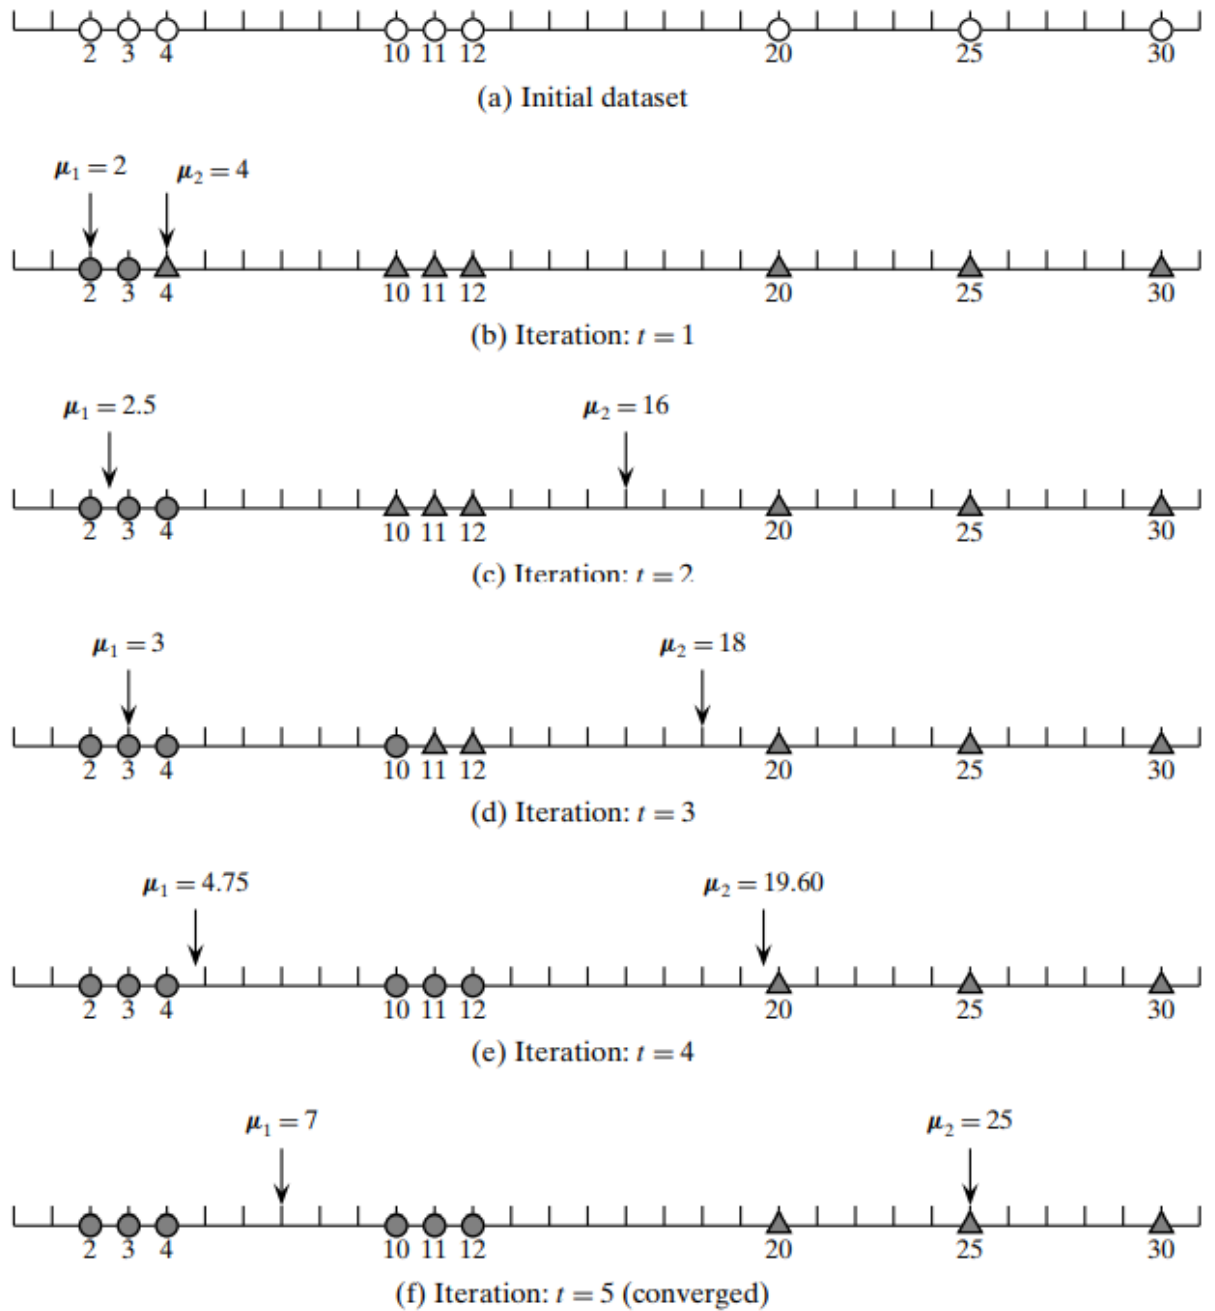 2 3 4 10 11 12 20 25 30
(a) Initial dataset
μ₁ = 2 μ₂ = 4
2 3 4 10 11 12 20 25 30
(b) Iteration: t = 1
μ₁ = 2.5 μ₂ = 16
2 3 4 10 11 12 20 25 30
(c) Iteration: t = 2
μ₁ = 3 μ₂ = 18
2 3 4 10 11 12 20 25 30
(d) Iteration: t = 3
μ₁ = 4.75 μ₂ = 19.60
2 3 4 10 11 12 20 25 30
(e) Iteration: t = 4
μ₁ = 7 μ₂ = 25
2 3 4 10 11 12 20 25 30
(f) Iteration: t = 5 (converged)